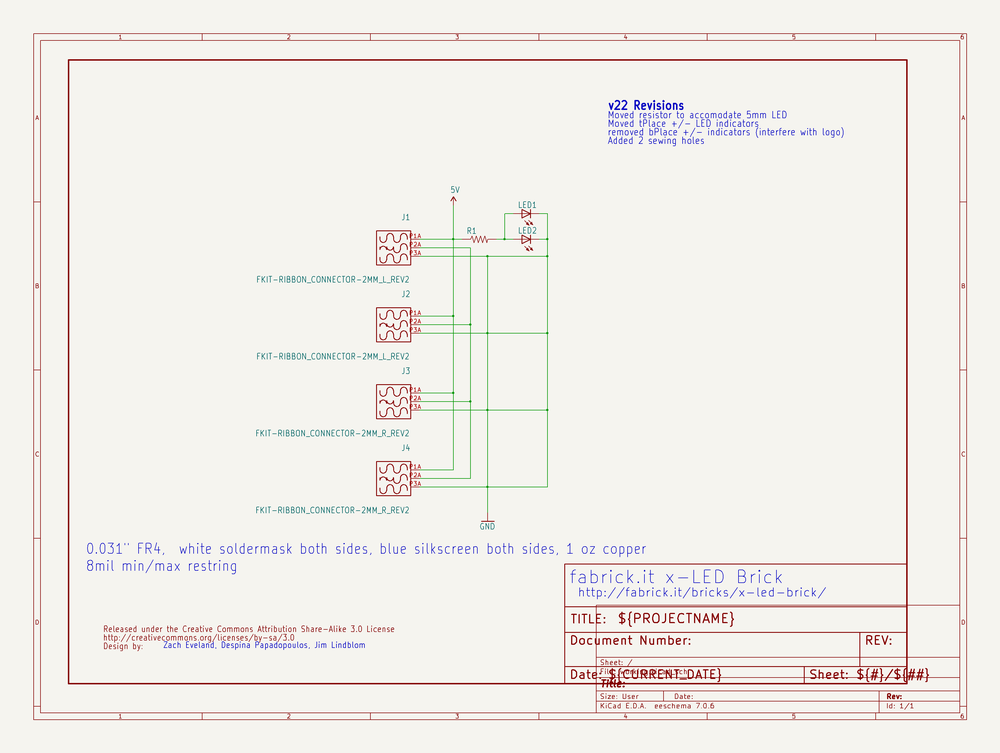 1 2 3 4 5 6
A A
v22 Revisions
Moved resistor to accomodate 5mm LED
Moved tPlace +/- LED indicators
removed bPlace +/- indicators (interfere with logo)
Added 2 sewing holes
5V
J1
LED1
R1
LED2
P1A
P2A
P3A
FKIT-RIBBON_CONNECTOR-2MM_L_REV2
B B
J2
P1A
P2A
P3A
FKIT-RIBBON_CONNECTOR-2MM_L_REV2
J3
P1A
P2A
P3A
FKIT-RIBBON_CONNECTOR-2MM_R_REV2
J4
C C
P1A
P2A
P3A
FKIT-RIBBON_CONNECTOR-2MM_R_REV2
GND
0.031" FR4, white soldermask both sides, blue silkscreen both sides, 1 oz copper
8mil min/max restring
fabrick.it x-LED Brick
http://fabrick.it/bricks/x-led-brick/
TITLE: ${PROJECTNAME}
D D
Released under the Creative Commons Attribution Share-Alike 3.0 License
http://creativecommons.org/licenses/by-sa/3.0
Design by: Zach Eveland, Despina Papadopoulos, Jim Lindblom
Document Number: REV:
Sheet: /
Date: ${CURRENT_DATE} Sheet: ${#}/${##}
Title:
Size: User Date: Rev:
KiCad E.D.A. eeschema 7.0.6 Id: 1/1
1 2 3 4 5 6